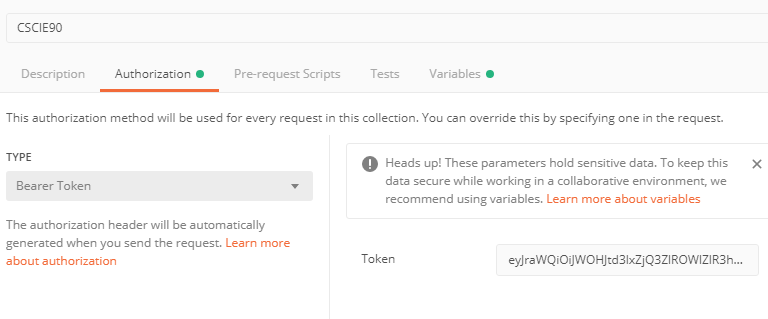 CSCIE90
Description Authorization Pre-request Scripts Tests Variables
This authorization method will be used for every request in this collection. You can override this by specifying one in the request.
TYPE
Bearer Token
The authorization header will be automatically
generated when you send the request. Learn more
about authorization
Heads up! These parameters hold sensitive data. To keep this
data secure while working in a collaborative environment, we
recommend using variables. Learn more about variables
Token